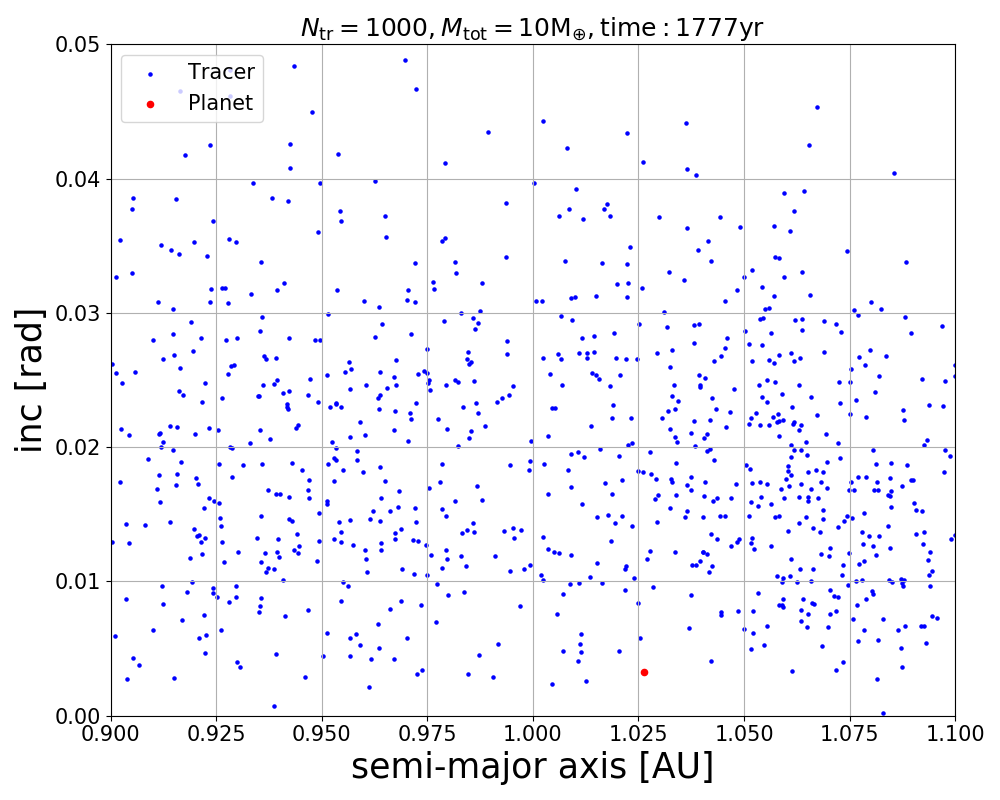 N_tr = 1000, M_tot = 10M_⊕, time : 1777yr
Tracer
Planet
inc [rad]
0.05
0.04
0.03
0.02
0.01
0.00
0.900 0.925 0.950 0.975 1.000 1.025 1.050 1.075 1.100
semi-major axis [AU]